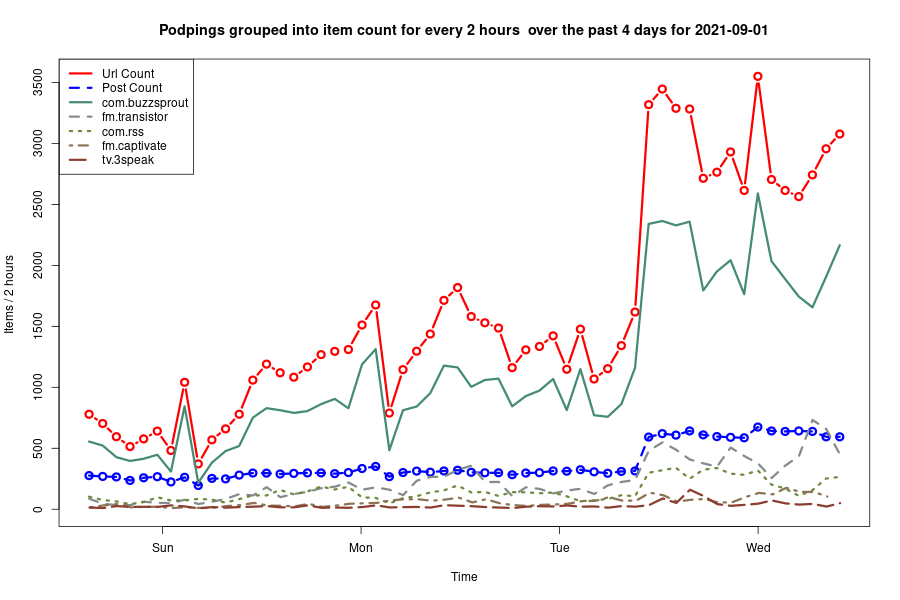 Podpings grouped into item count for every 2 hours  over the past 4 days for 2021-09-01
Url Count
Post Count
com.buzzsprout
fm.transistor
com.rss
fm.captivate
tv.3speak
Items / 2 hours
3500
3000
2500
2000
1500
1000
500
0
Sun Mon Tue Wed
Time